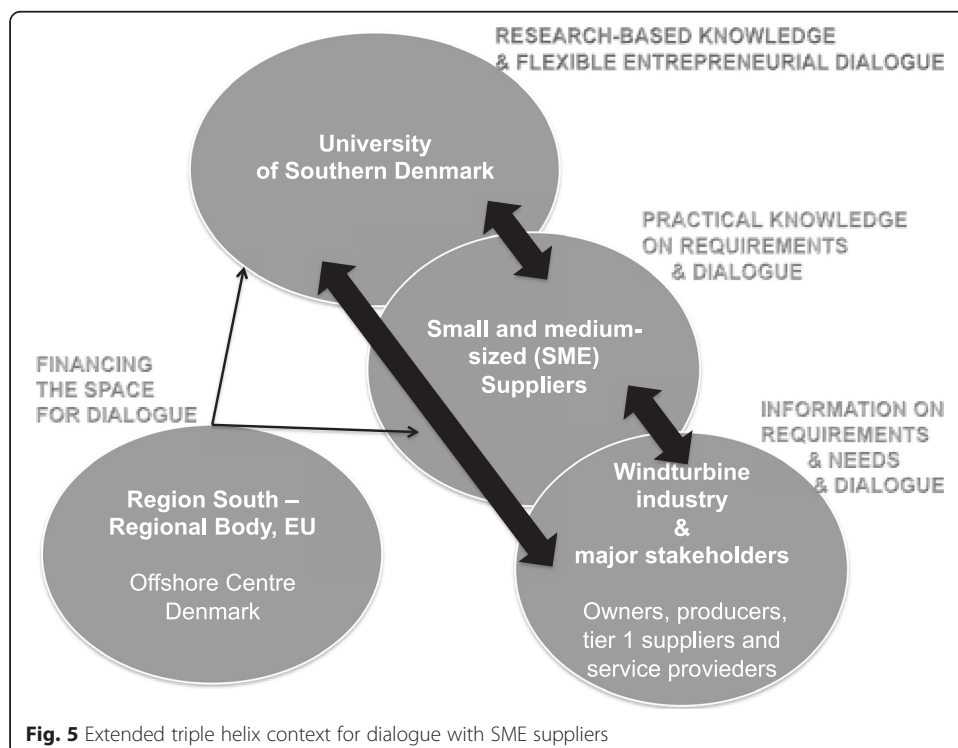 RESEARCH-BASED KNOWLEDGE
& FLEXIBLE ENTREPRENEURIAL DIALOGUE
University
of Southern Denmark
PRACTICAL KNOWLEDGE
ON REQUIREMENTS
& DIALOGUE
Small and medium-
sized (SME)
Suppliers
FINANCING
THE SPACE
FOR DIALOGUE
INFORMATION ON
REQUIREMENTS
& NEEDS
& DIALOGUE
Region South –
Regional Body, EU
Offshore Centre
Denmark
Windturbine
industry
&
major stakeholders
Owners, producers,
tier 1 suppliers and
service provieders
Fig. 5 Extended triple helix context for dialogue with SME suppliers